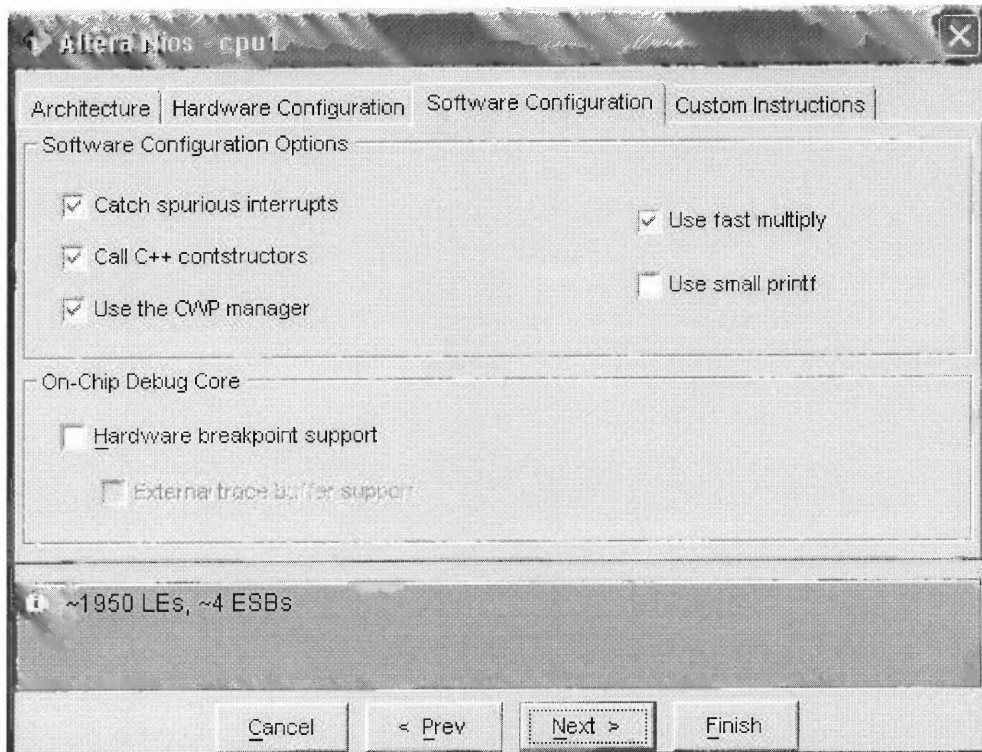 Altera Nios - cpu1
Architecture
Hardware Configuration
Software Configuration
Custom Instructions
Software Configuration Options
Catch spurious interrupts
Use fast multiply
Call C++ contstructors
Use small printf
Use the CWP manager
On-Chip Debug Core
Hardware breakpoint support
External trace buffer support
~1950 LEs, ~4 ESBs
Cancel
< Prev
Next >
Finish